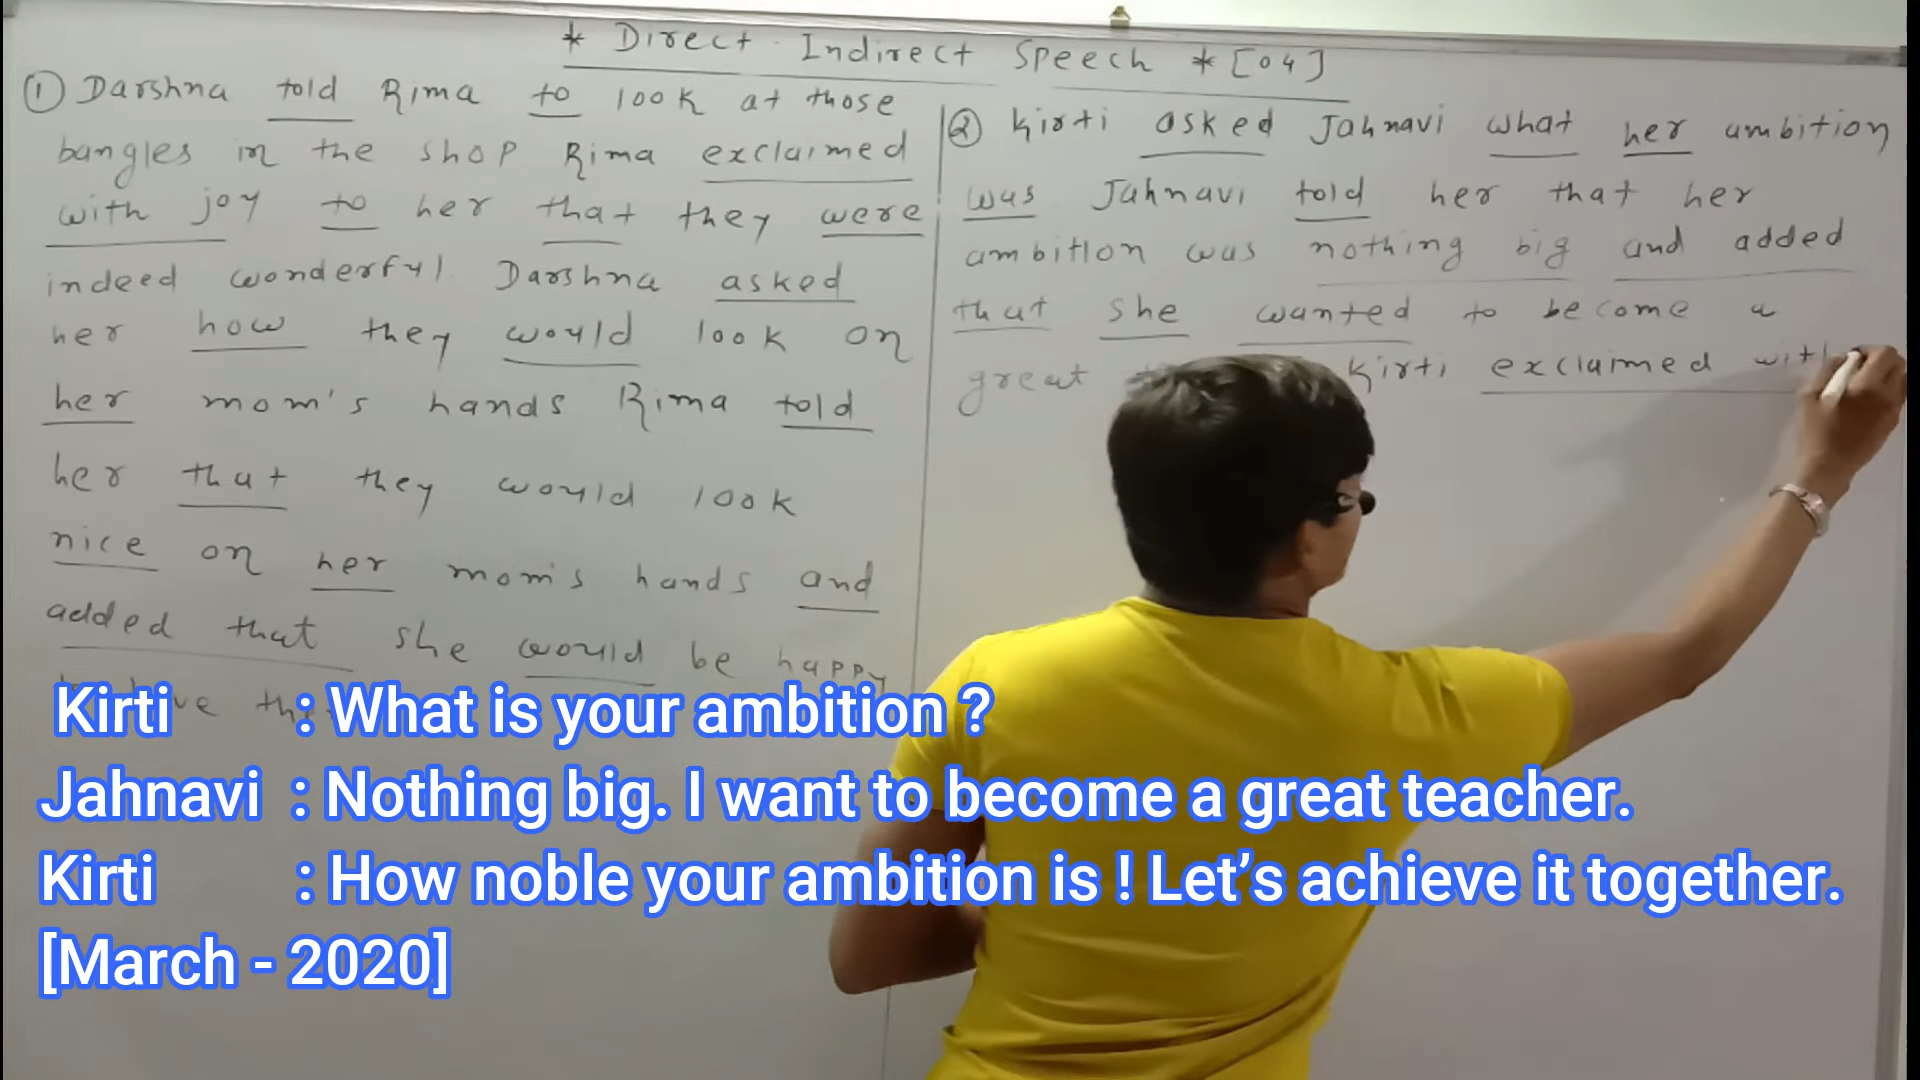 * Direct Indirect Speech * [04]
① Darshna told Rima to look at those
bangles in the shop Rima exclaimed
with joy to her that they were
indeed wonderful. Darshna asked
her how they would look on
her mom's hands Rima told
her that they would look
nice on her mom's hands and
added that she would be happy
② Kirti asked Jahnavi what her ambition
was Jahnavi told her that her
ambition was nothing big and added
that she wanted to become a
great Kirti exclaimed with
Kirti : What is your ambition ?
Jahnavi : Nothing big. I want to become a great teacher.
Kirti : How noble your ambition is ! Let’s achieve it together.
[March - 2020]